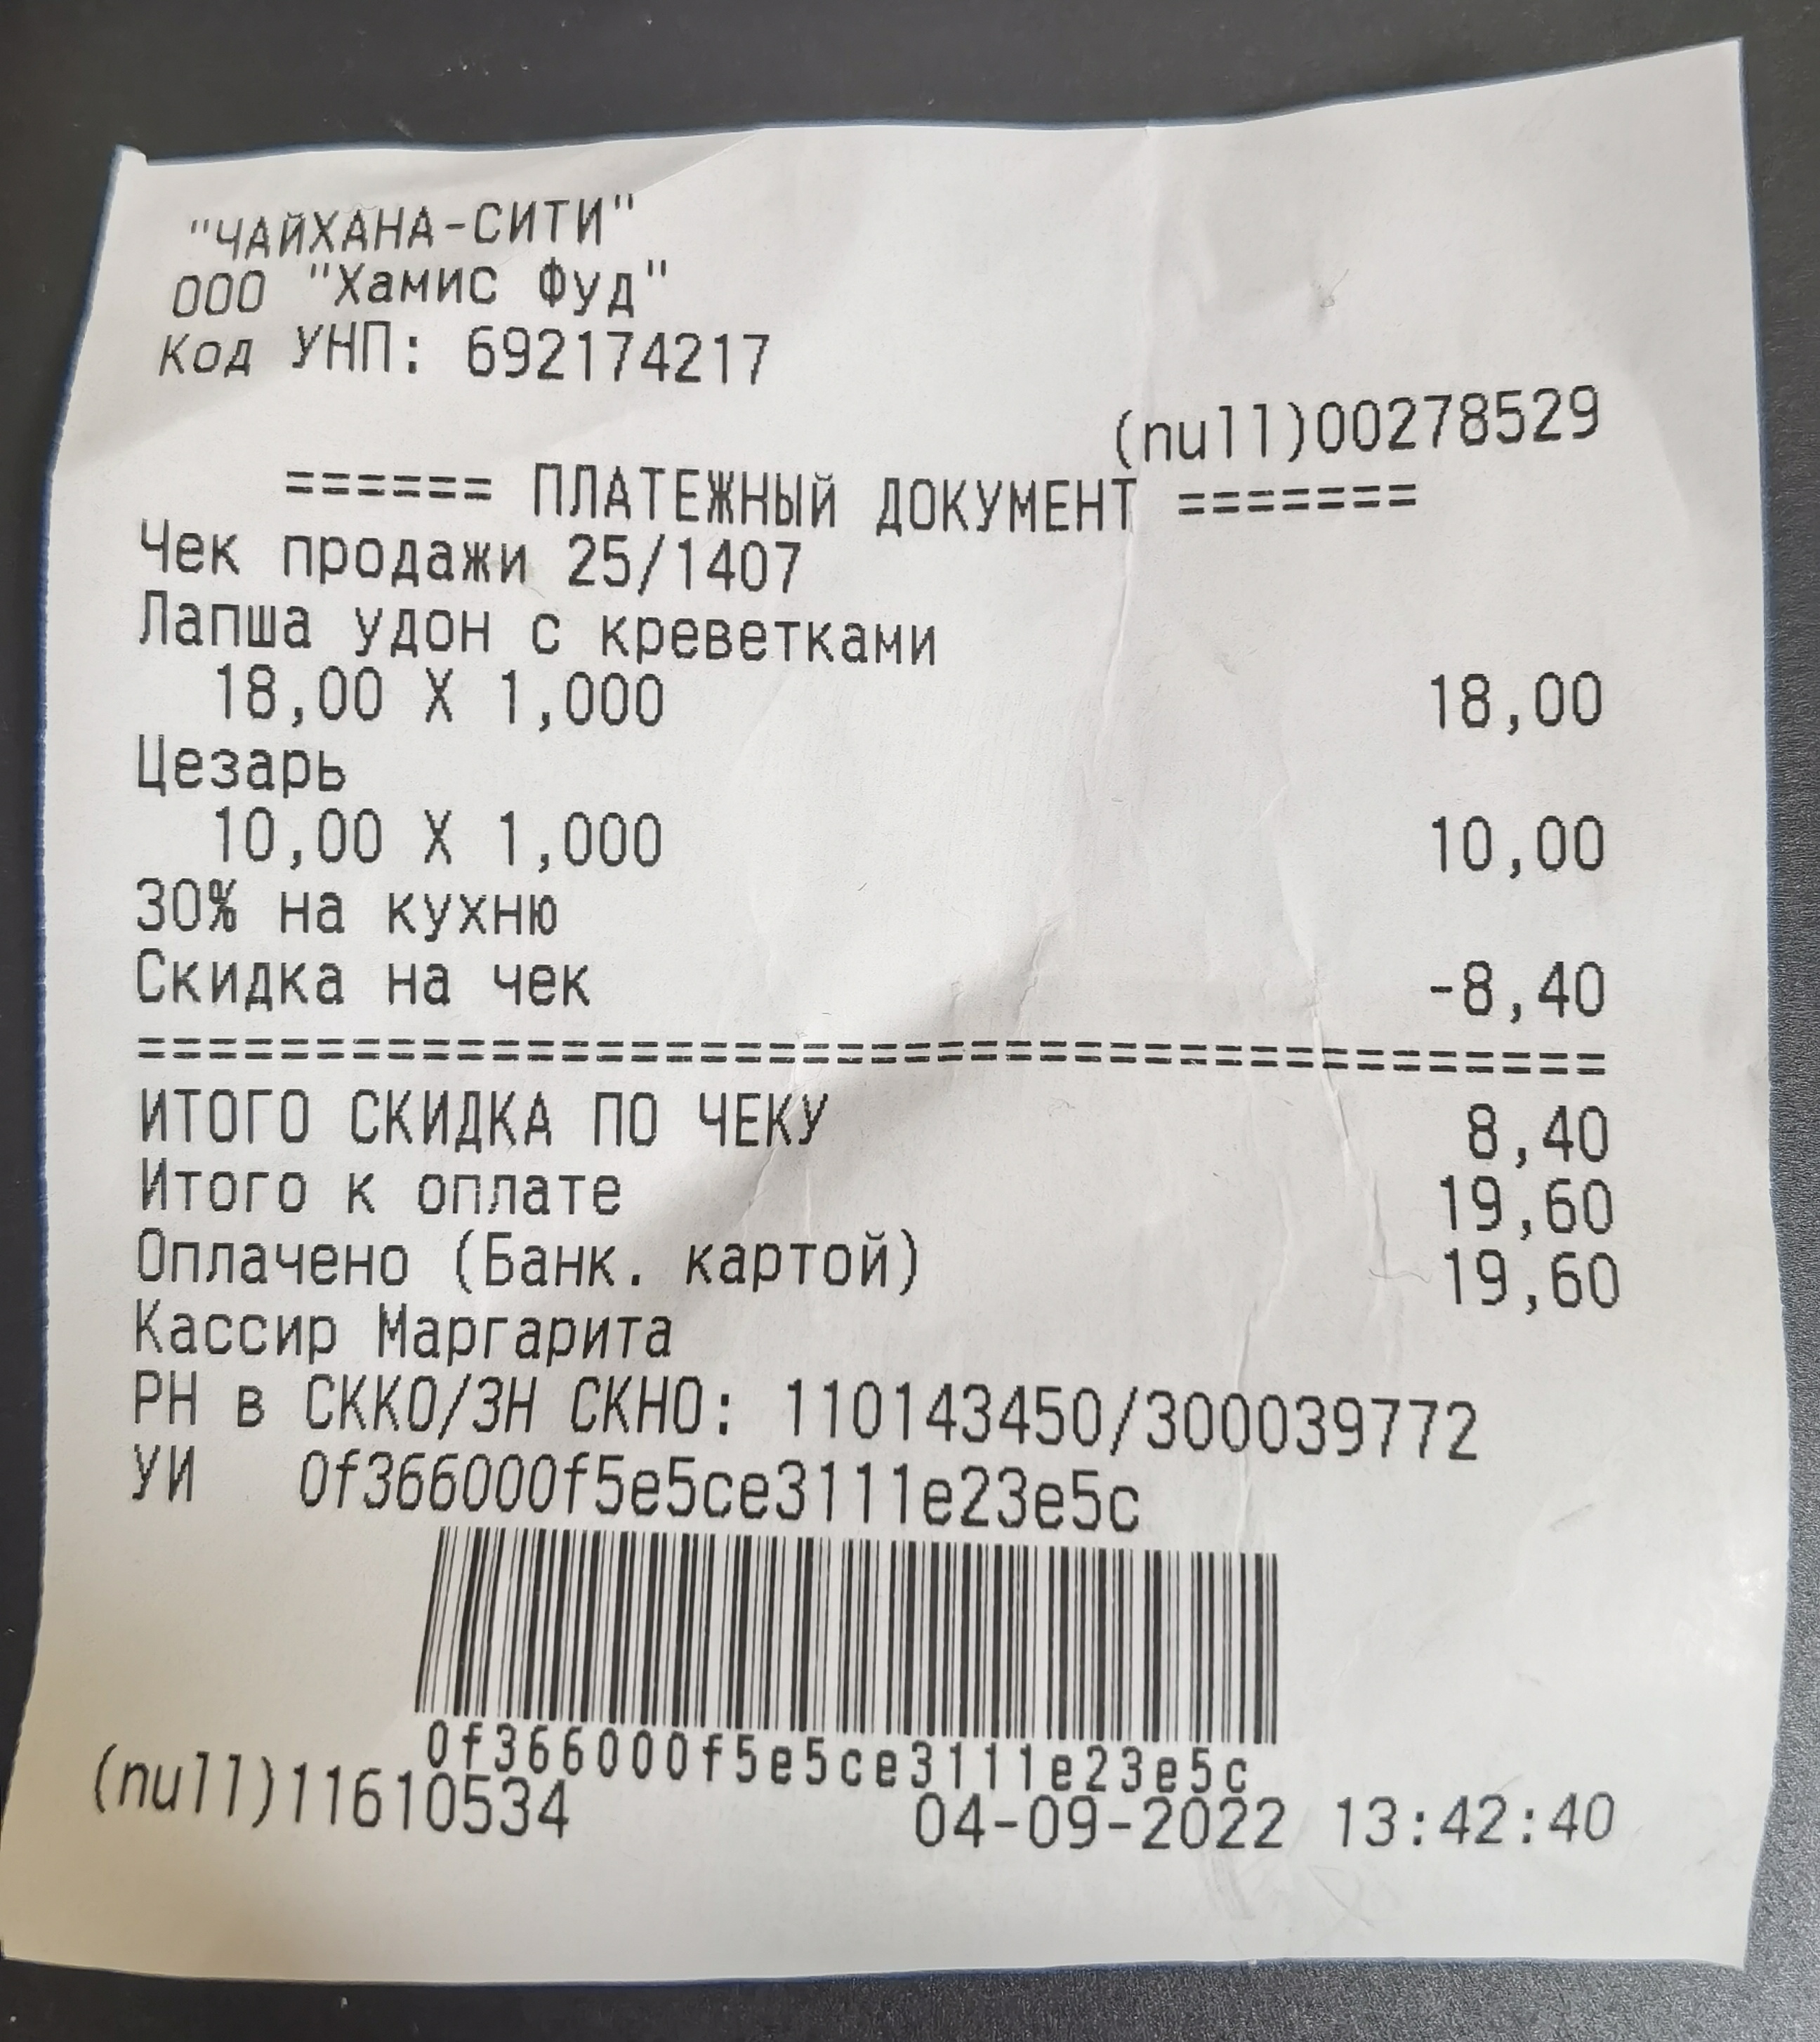 "ЧАЙХАНА-СИТИ"
ООО "Хамис Фуд"
Код УНП: 692174217
(null)00278529
====== ПЛАТЕЖНЫЙ ДОКУМЕНТ =======
Чек продажи 25/1407
Лапша удон с креветками
18,00 X 1,000 18,00
Цезарь
10,00 X 1,000 10,00
30% на кухню
Скидка на чек -8,40
==========================================
ИТОГО СКИДКА ПО ЧЕКУ 8,40
Итого к оплате 19,60
Оплачено (Банк. картой) 19,60
Кассир Маргарита
РН в СККО/ЗН СКНО: 110143450/300039772
УИ 0f366000f5e5ce3111e23e5c
0f366000f5e5ce3111e23e5c
(null)11610534 04-09-2022 13:42:40